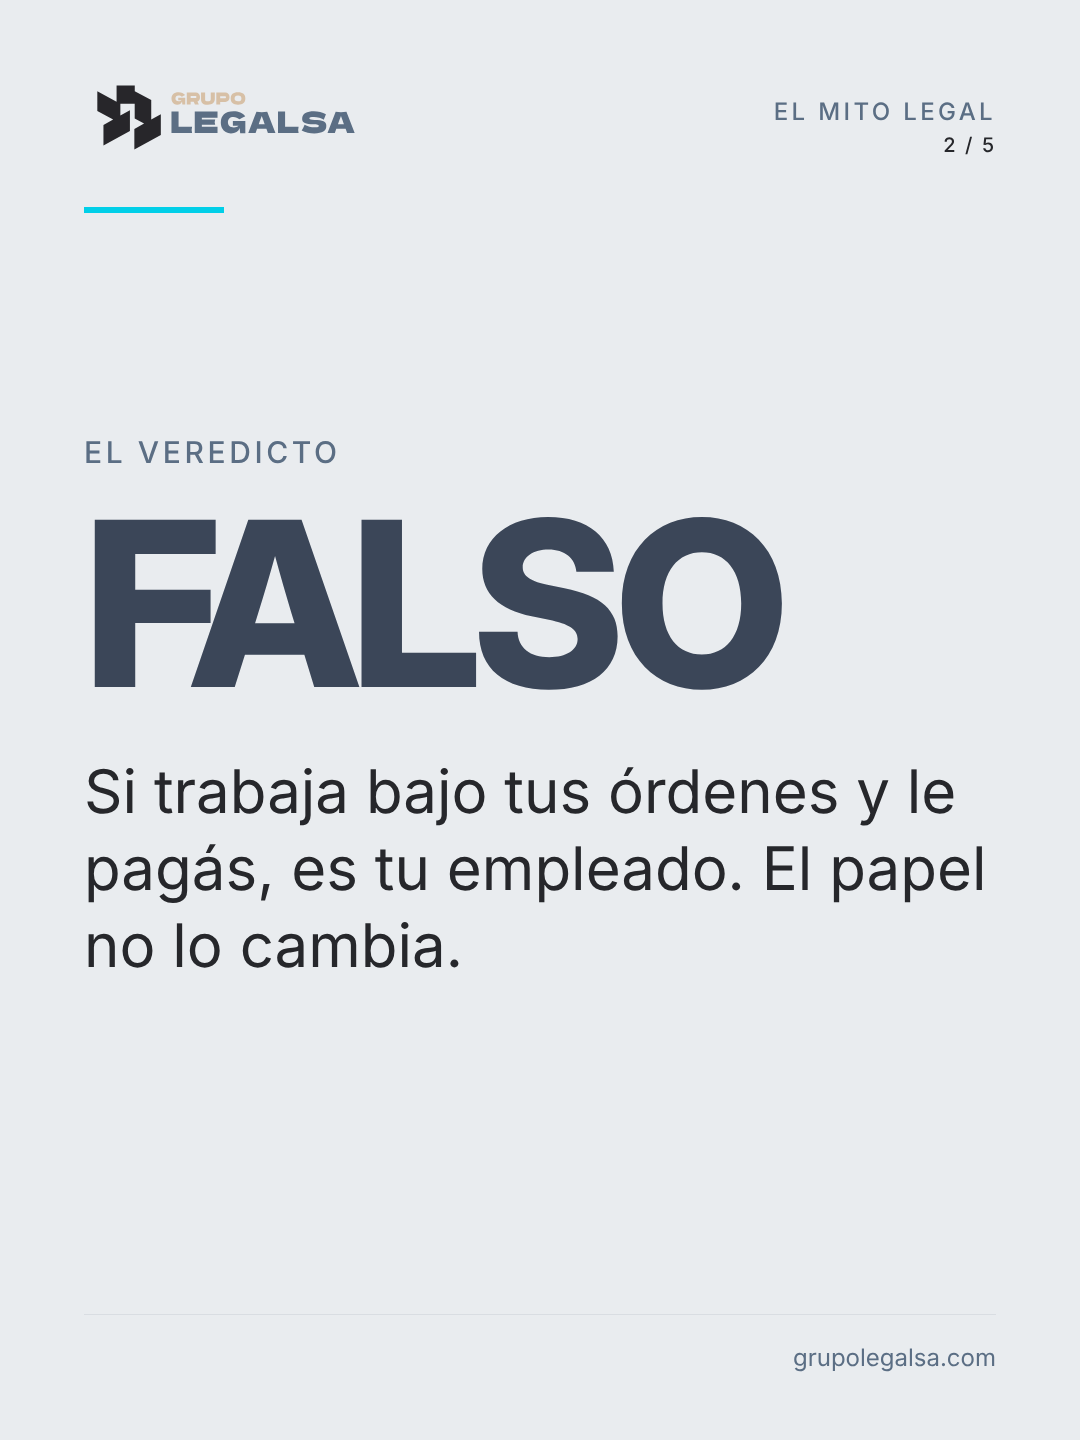 GRUPO
LEGALSA
EL MITO LEGAL
2 / 5
EL VEREDICTO
FALSO
Si trabaja bajo tus órdenes y le
pagás, es tu empleado. El papel
no lo cambia.
grupolegalsa.com